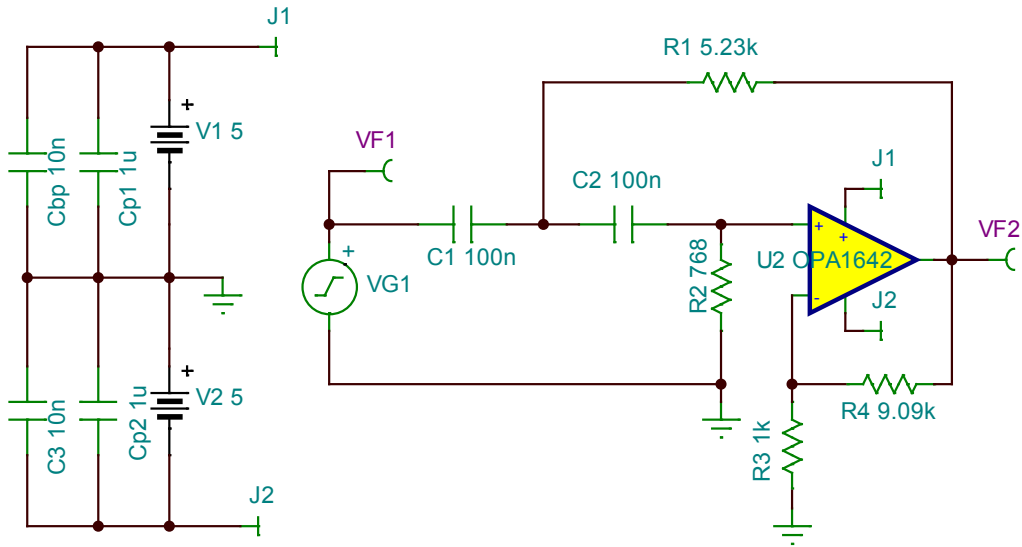 J1
V1 5
Cbp 10n
Cp1 1u
V2 5
C3 10n
Cp2 1u
J2
R1 5.23k
VF1
C2 100n
C1 100n
VG1
R2 768
J1
U2 OPA1642
VF2
J2
R4 9.09k
R3 1k